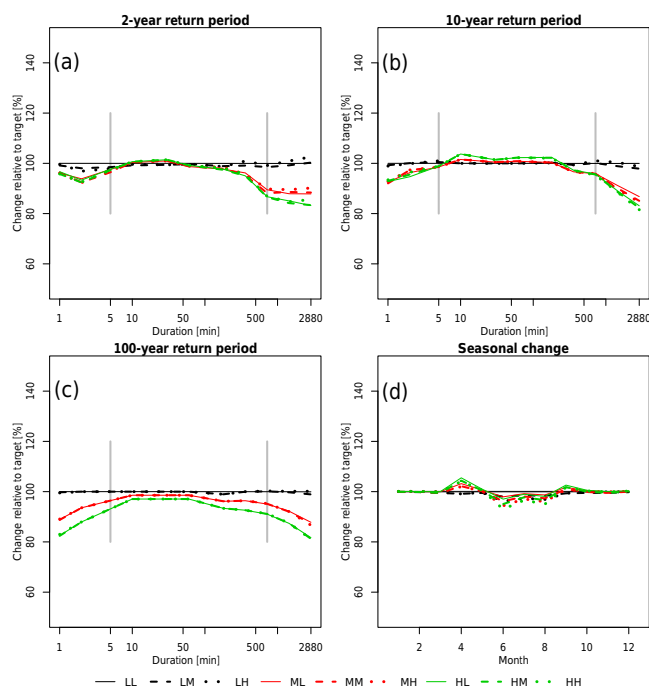 2-year return period
(a)
Change relative to target [%]
60 80 100 120 140
1 5 10 50 500 2880
Duration [min]
10-year return period
(b)
Change relative to target [%]
60 80 100 120 140
1 5 10 50 500 2880
Duration [min]
100-year return period
(c)
Change relative to target [%]
60 80 100 120 140
1 5 10 50 500 2880
Duration [min]
Seasonal change
(d)
Change relative to target [%]
60 80 100 120 140
2 4 6 8 10 12
Month
LL LM LH ML MM MH HL HM HH